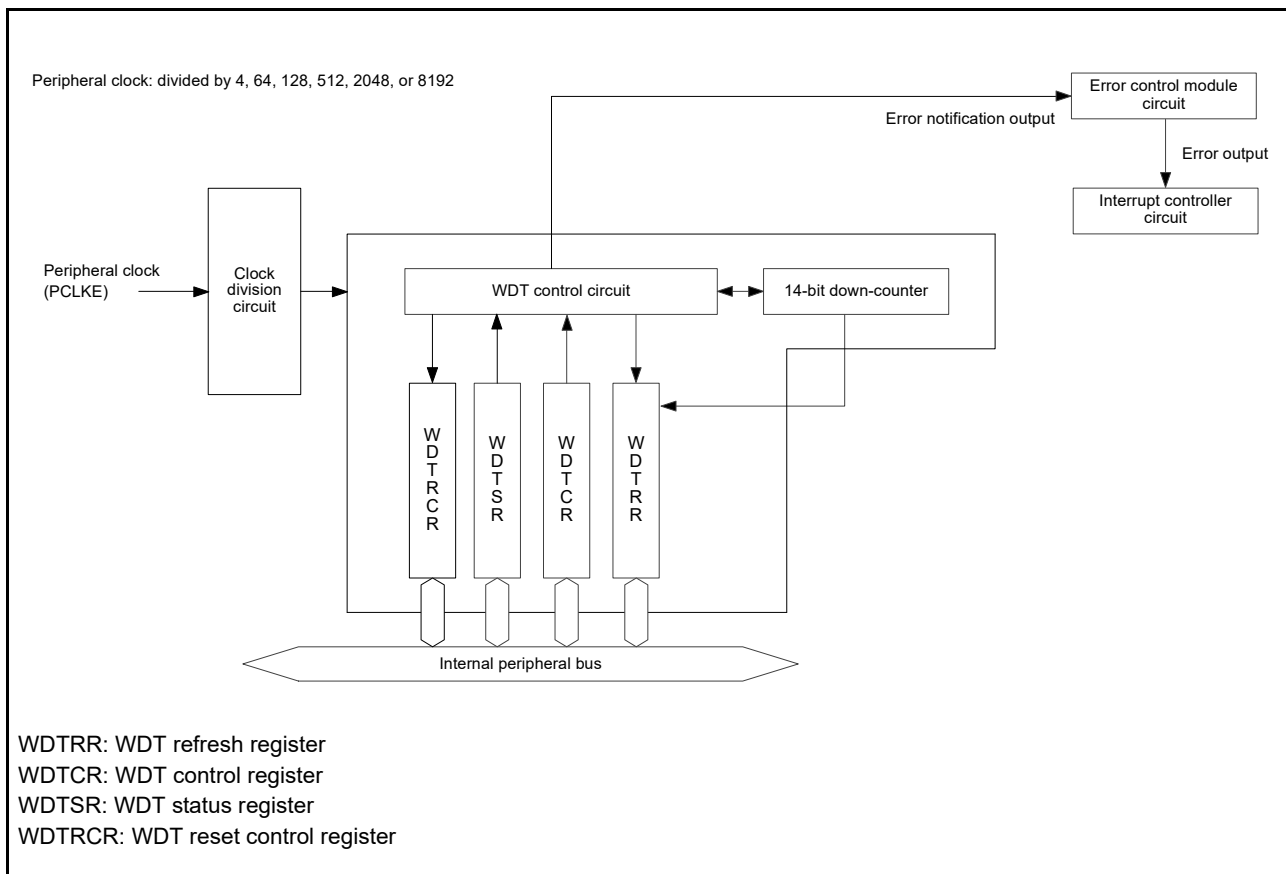 Peripheral clock: divided by 4, 64, 128, 512, 2048, or 8192
Error control module
circuit
Error notification output
Error output
Interrupt controller
circuit
Peripheral clock
(PCLKE)
Clock
division
circuit
WDT control circuit
14-bit down-counter
WDTRCR
WDTSR
WDTCR
WDTRR
Internal peripheral bus
WDTRR: WDT refresh register
WDTCR: WDT control register
WDTSR: WDT status register
WDTRCR: WDT reset control register